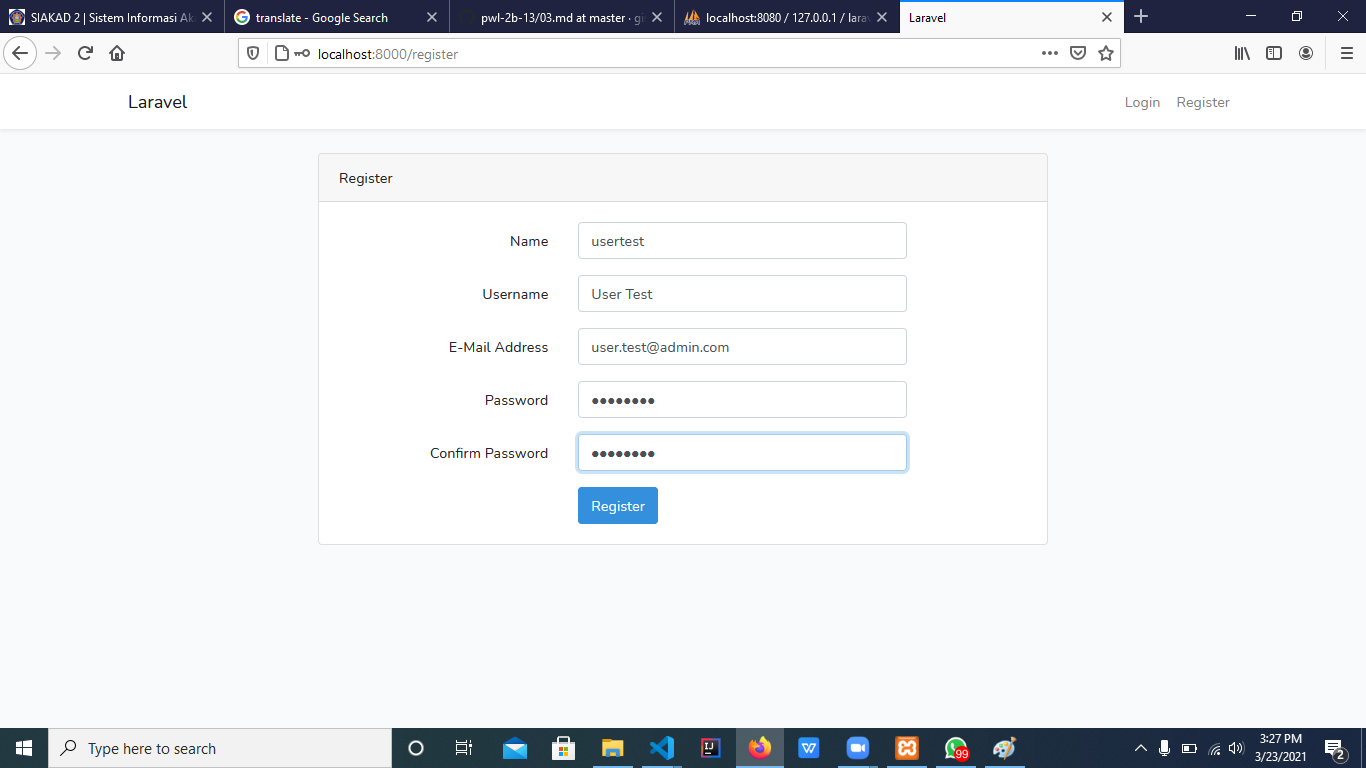 SIAKAD 2 | Sistem Informasi Ak
translate - Google Search
pwl-2b-13/03.md at master · gi
localhost:8080 / 127.0.0.1 / lara
Laravel
localhost:8000/register
Laravel
Login
Register
Register
Name
usertest
Username
User Test
E-Mail Address
user.test@admin.com
Password
●●●●●●●●
Confirm Password
●●●●●●●●
Register
Type here to search
99
3:27 PM
3/23/2021
2